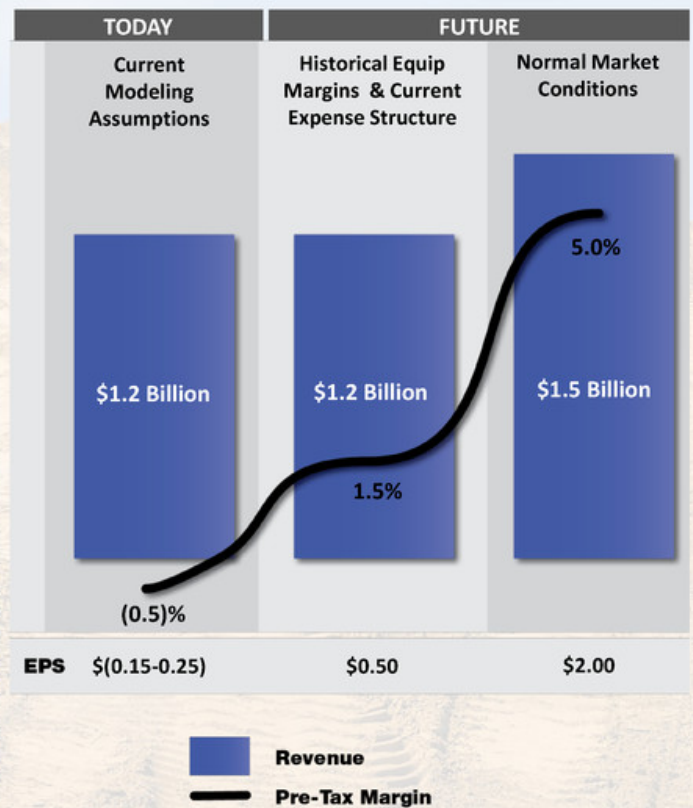 TODAY
FUTURE
Current
Modeling
Assumptions
Historical Equip
Margins & Current
Expense Structure
Normal Market
Conditions
5.0%
$1.2 Billion
$1.2 Billion
$1.5 Billion
1.5%
(0.5)%
EPS $(0.15-0.25) $0.50 $2.00
Revenue
Pre-Tax Margin